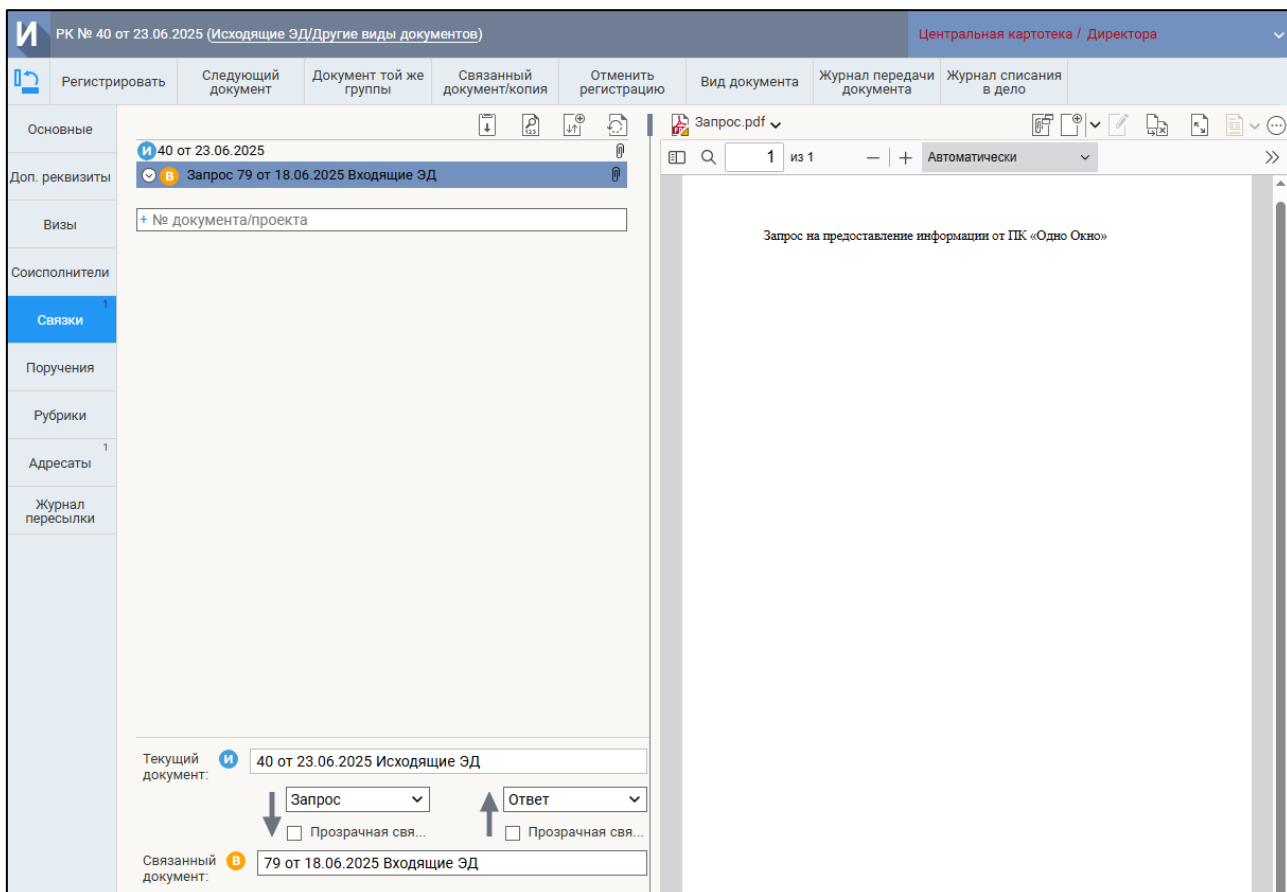 И РК № 40 от 23.06.2025 (Исходящие ЭД/Другие виды документов) Центральная картотека / Директора
Регистрировать
Следующий
документ
Документ той же
группы
Связанный
документ/копия
Отменить
регистрацию
Вид документа
Журнал передачи
документа
Журнал списания
в дело
Основные
Доп. реквизиты
Визы
Соисполнители
Связки 1
Поручения
Рубрики
Адресаты 1
Журнал
пересылки
123
И 40 от 23.06.2025
В Запрос 79 от 18.06.2025 Входящие ЭД
+ № документа/проекта
Текущий
документ:
И 40 от 23.06.2025 Исходящие ЭД
Запрос
Ответ
Прозрачная свя...
Прозрачная свя...
Связанный
документ:
В 79 от 18.06.2025 Входящие ЭД
PDF Запрос.pdf
1 из 1 — + Автоматически
Запрос на предоставление информации от ПК «Одно Окно»